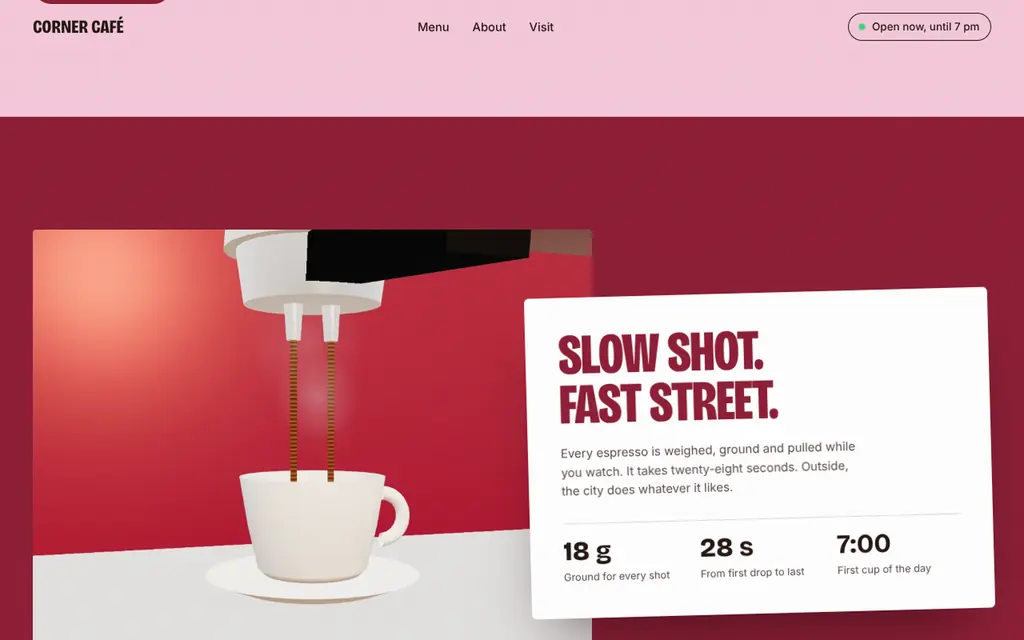 CORNER CAFÉ
Menu About Visit
Open now, until 7 pm
SLOW SHOT.
FAST STREET.
Every espresso is weighed, ground and pulled while
you watch. It takes twenty-eight seconds. Outside,
the city does whatever it likes.
18 g
Ground for every shot
28 s
From first drop to last
7:00
First cup of the day